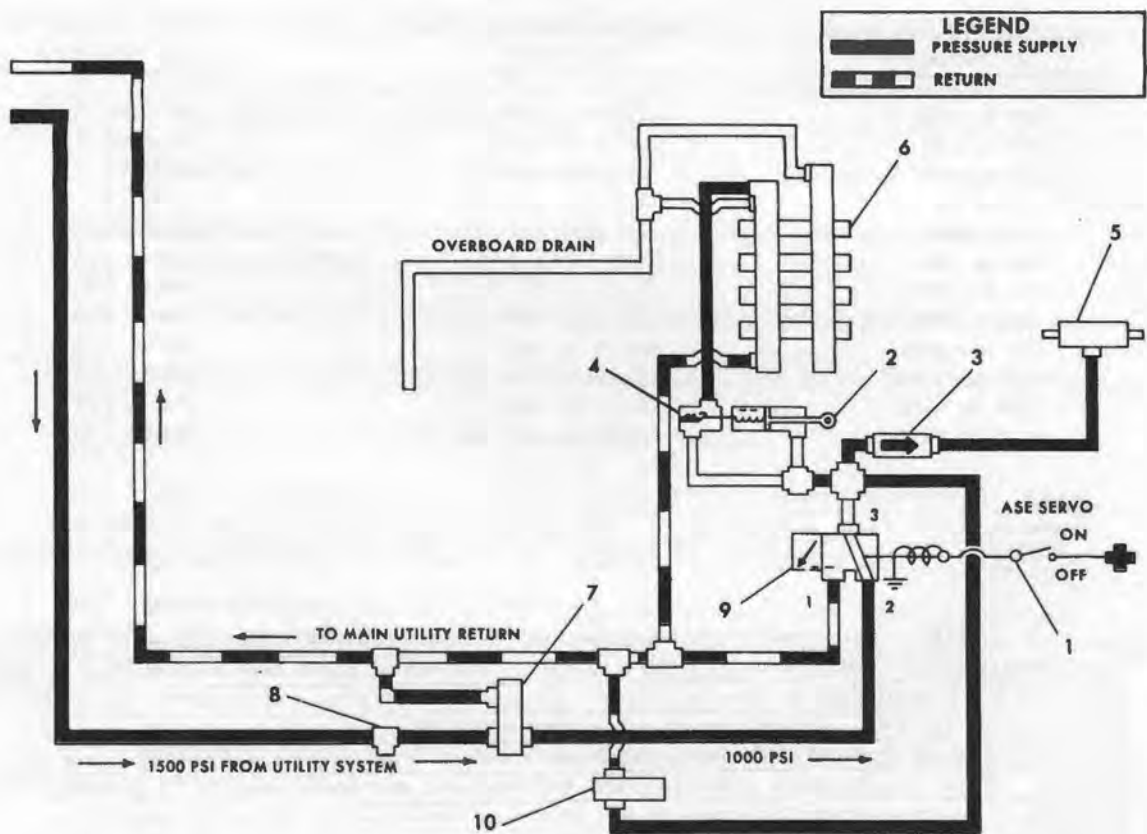 LEGEND
PRESSURE SUPPLY
RETURN
6
5
OVERBOARD DRAIN
4
2
3
3
ASE SERVO
ON
OFF
9
1
2
1
7
TO MAIN UTILITY RETURN
8
1500 PSI FROM UTILITY SYSTEM
1000 PSI
10